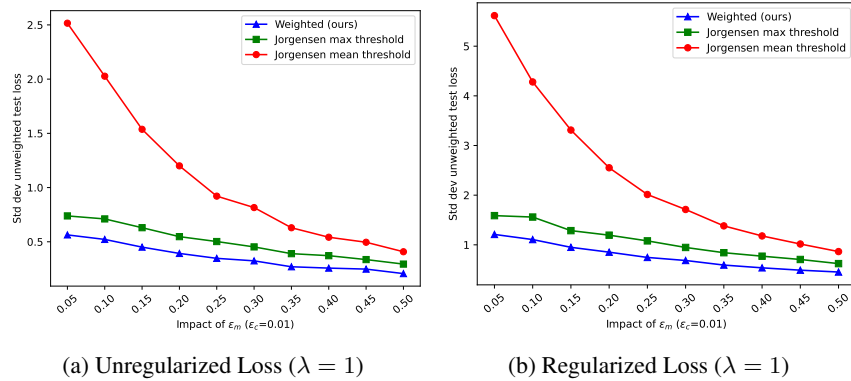 Weighted (ours)
Jorgensen max threshold
Jorgensen mean threshold
Std dev unweighted test loss
2.5
2.0
1.5
1.0
0.5
0.05
0.10
0.15
0.20
0.25
0.30
0.35
0.40
0.45
0.50
Impact of εm (εc=0.01)
(a) Unregularized Loss (λ = 1)
Weighted (ours)
Jorgensen max threshold
Jorgensen mean threshold
Std dev unweighted test loss
5
4
3
2
1
0.05
0.10
0.15
0.20
0.25
0.30
0.35
0.40
0.45
0.50
Impact of εm (εc=0.01)
(b) Regularized Loss (λ = 1)